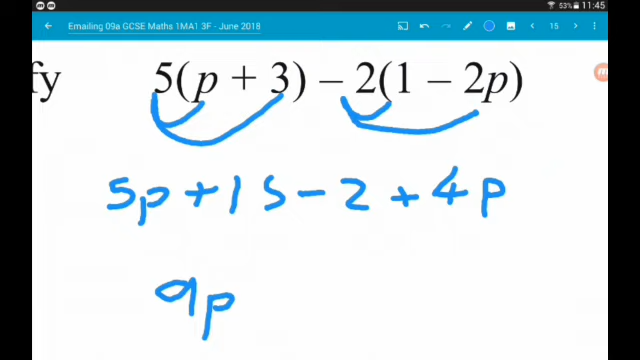 53% 11:45
Emailing 09a GCSE Maths 1MA1 3F - June 2018
15
fy 5(p + 3) – 2(1 – 2p)
5p + 15 – 2 + 4p
9p